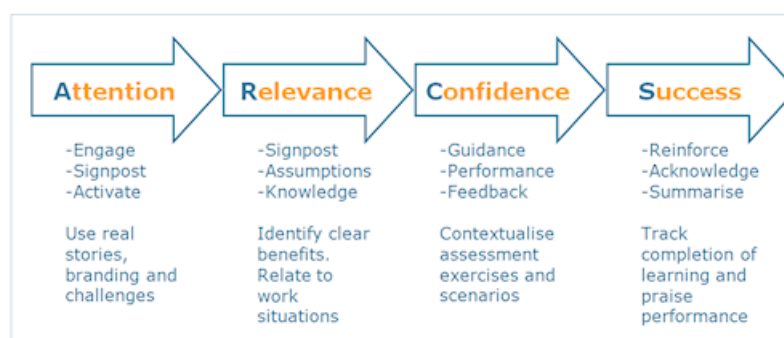 Attention
-Engage
-Signpost
-Activate
Use real
stories,
branding and
challenges
Relevance
-Signpost
-Assumptions
-Knowledge
Identify clear
benefits.
Relate to
work
situations
Confidence
-Guidance
-Performance
-Feedback
Contextualise
assessment
exercises and
scenarios
Success
-Reinforce
-Acknowledge
-Summarise
Track
completion of
learning and
praise
performance